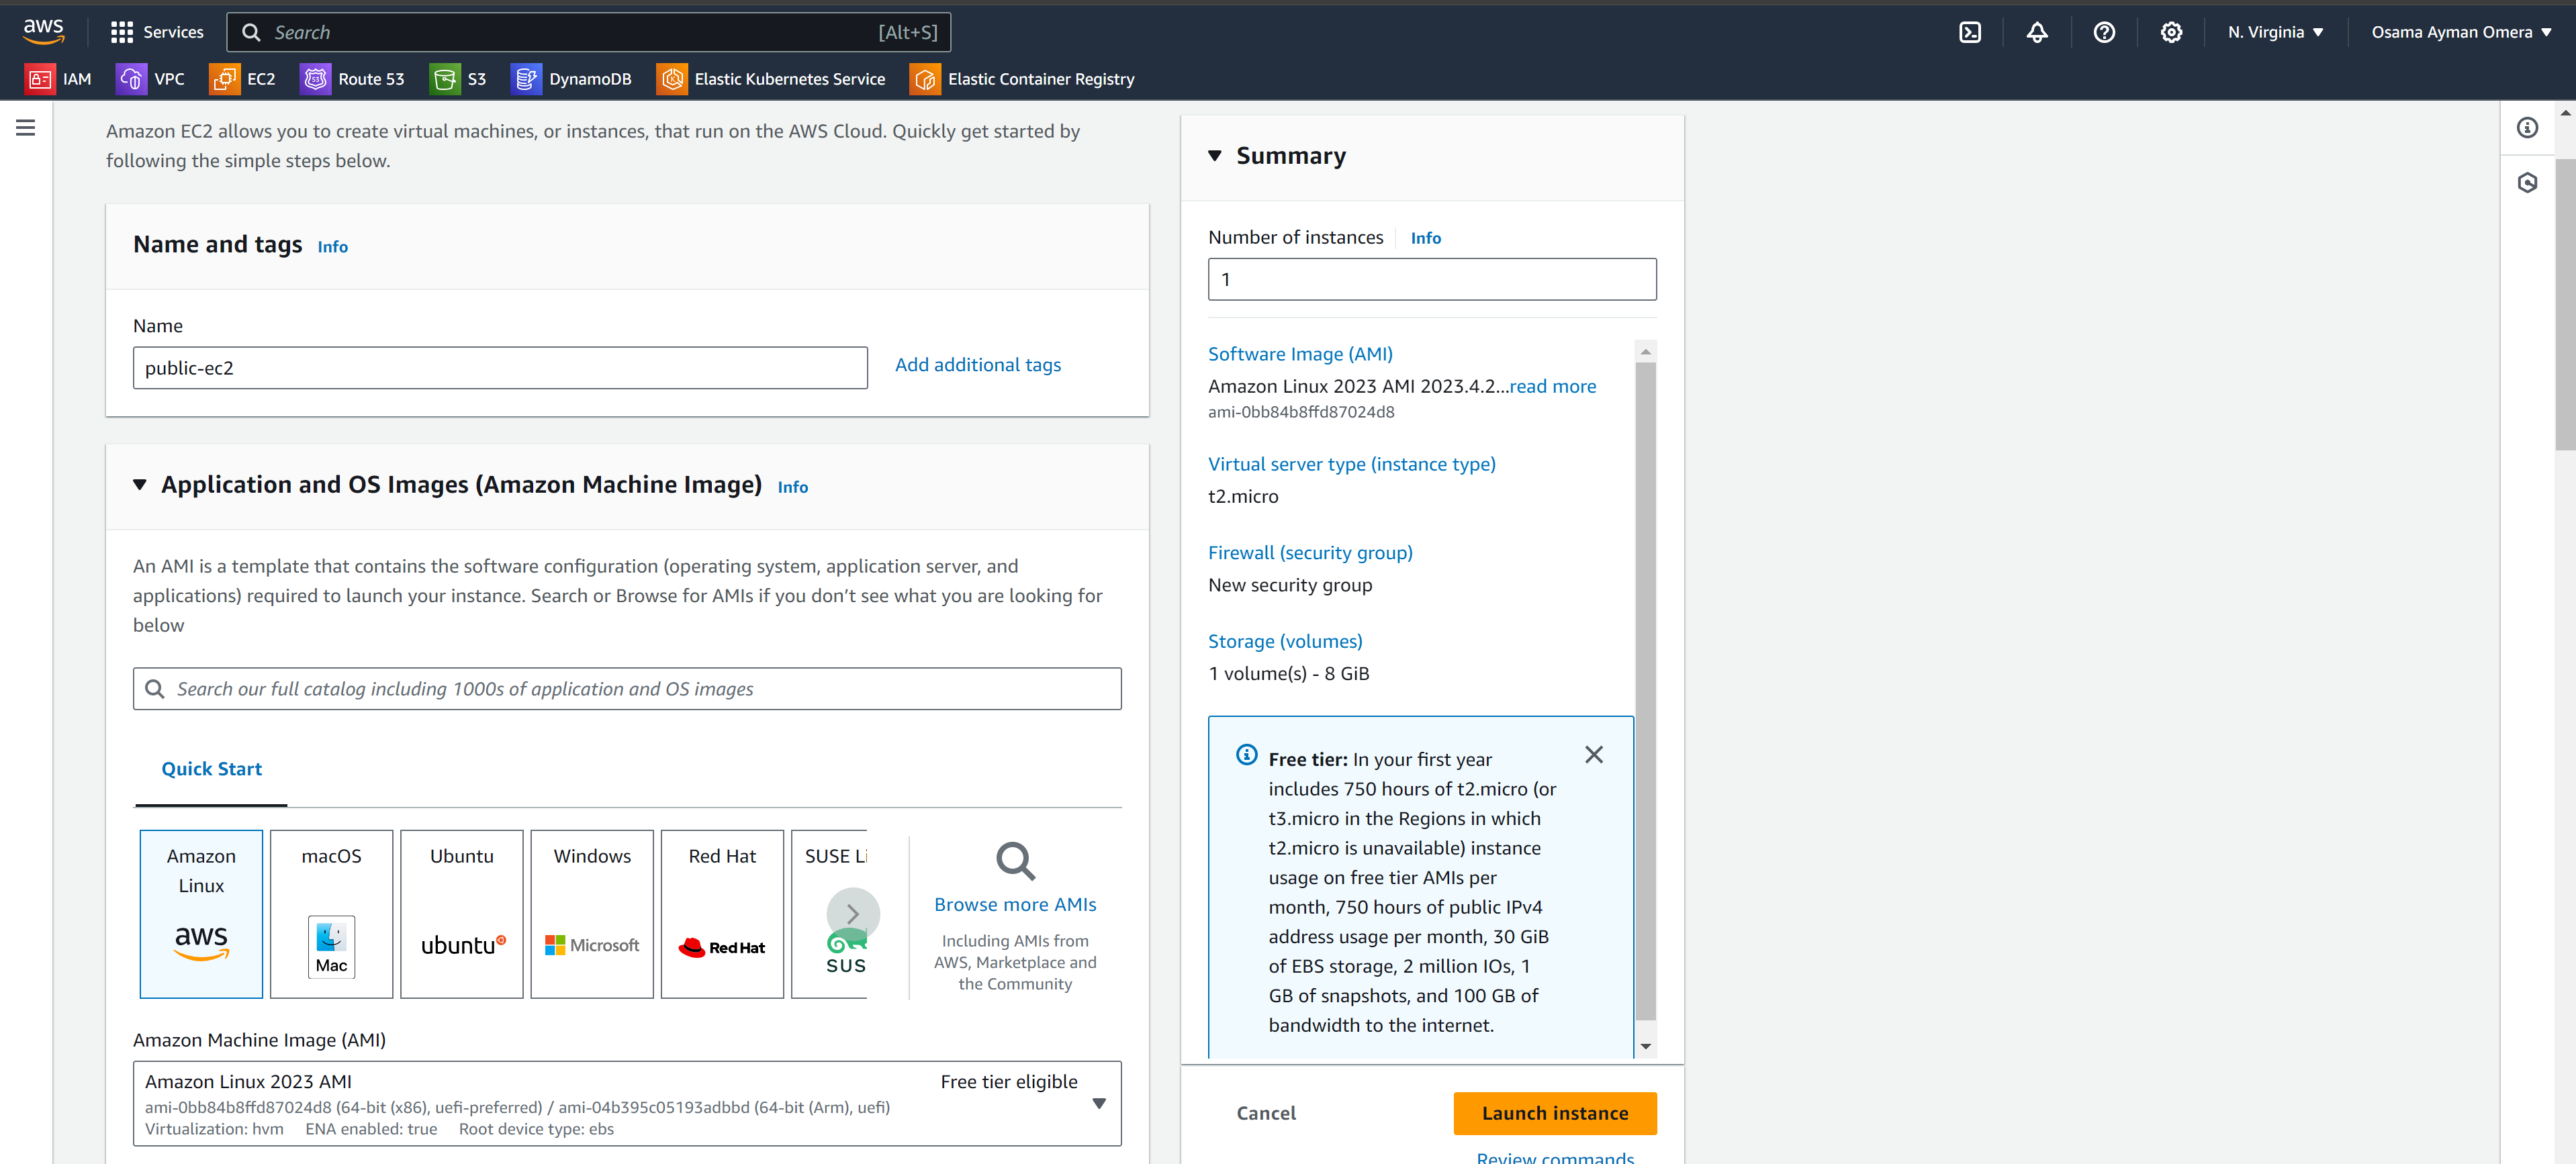 aws
Services
Search
[Alt+S]
N. Virginia
Osama Ayman Omera
IAM
VPC
EC2
Route 53
S3
DynamoDB
Elastic Kubernetes Service
Elastic Container Registry
Amazon EC2 allows you to create virtual machines, or instances, that run on the AWS Cloud. Quickly get started by
following the simple steps below.
Name and tags Info
Name
public-ec2
Add additional tags
Application and OS Images (Amazon Machine Image) Info
An AMI is a template that contains the software configuration (operating system, application server, and
applications) required to launch your instance. Search or Browse for AMIs if you don’t see what you are looking for
below
Search our full catalog including 1000s of application and OS images
Quick Start
Amazon
Linux
aws
macOS
Mac
Ubuntu
ubuntu
Windows
Microsoft
Red Hat
Red Hat
SUSE Li
SUS
Browse more AMIs
Including AMIs from
AWS, Marketplace and
the Community
Amazon Machine Image (AMI)
Amazon Linux 2023 AMI
Free tier eligible
ami-0bb84b8ffd87024d8 (64-bit (x86), uefi-preferred) / ami-04b395c05193adbbd (64-bit (Arm), uefi)
Virtualization: hvm ENA enabled: true Root device type: ebs
Summary
Number of instances Info
1
Software Image (AMI)
Amazon Linux 2023 AMI 2023.4.2...read more
ami-0bb84b8ffd87024d8
Virtual server type (instance type)
t2.micro
Firewall (security group)
New security group
Storage (volumes)
1 volume(s) - 8 GiB
Free tier: In your first year
includes 750 hours of t2.micro (or
t3.micro in the Regions in which
t2.micro is unavailable) instance
usage on free tier AMIs per
month, 750 hours of public IPv4
address usage per month, 30 GiB
of EBS storage, 2 million IOs, 1
GB of snapshots, and 100 GB of
bandwidth to the internet.
Cancel
Launch instance
Review commands